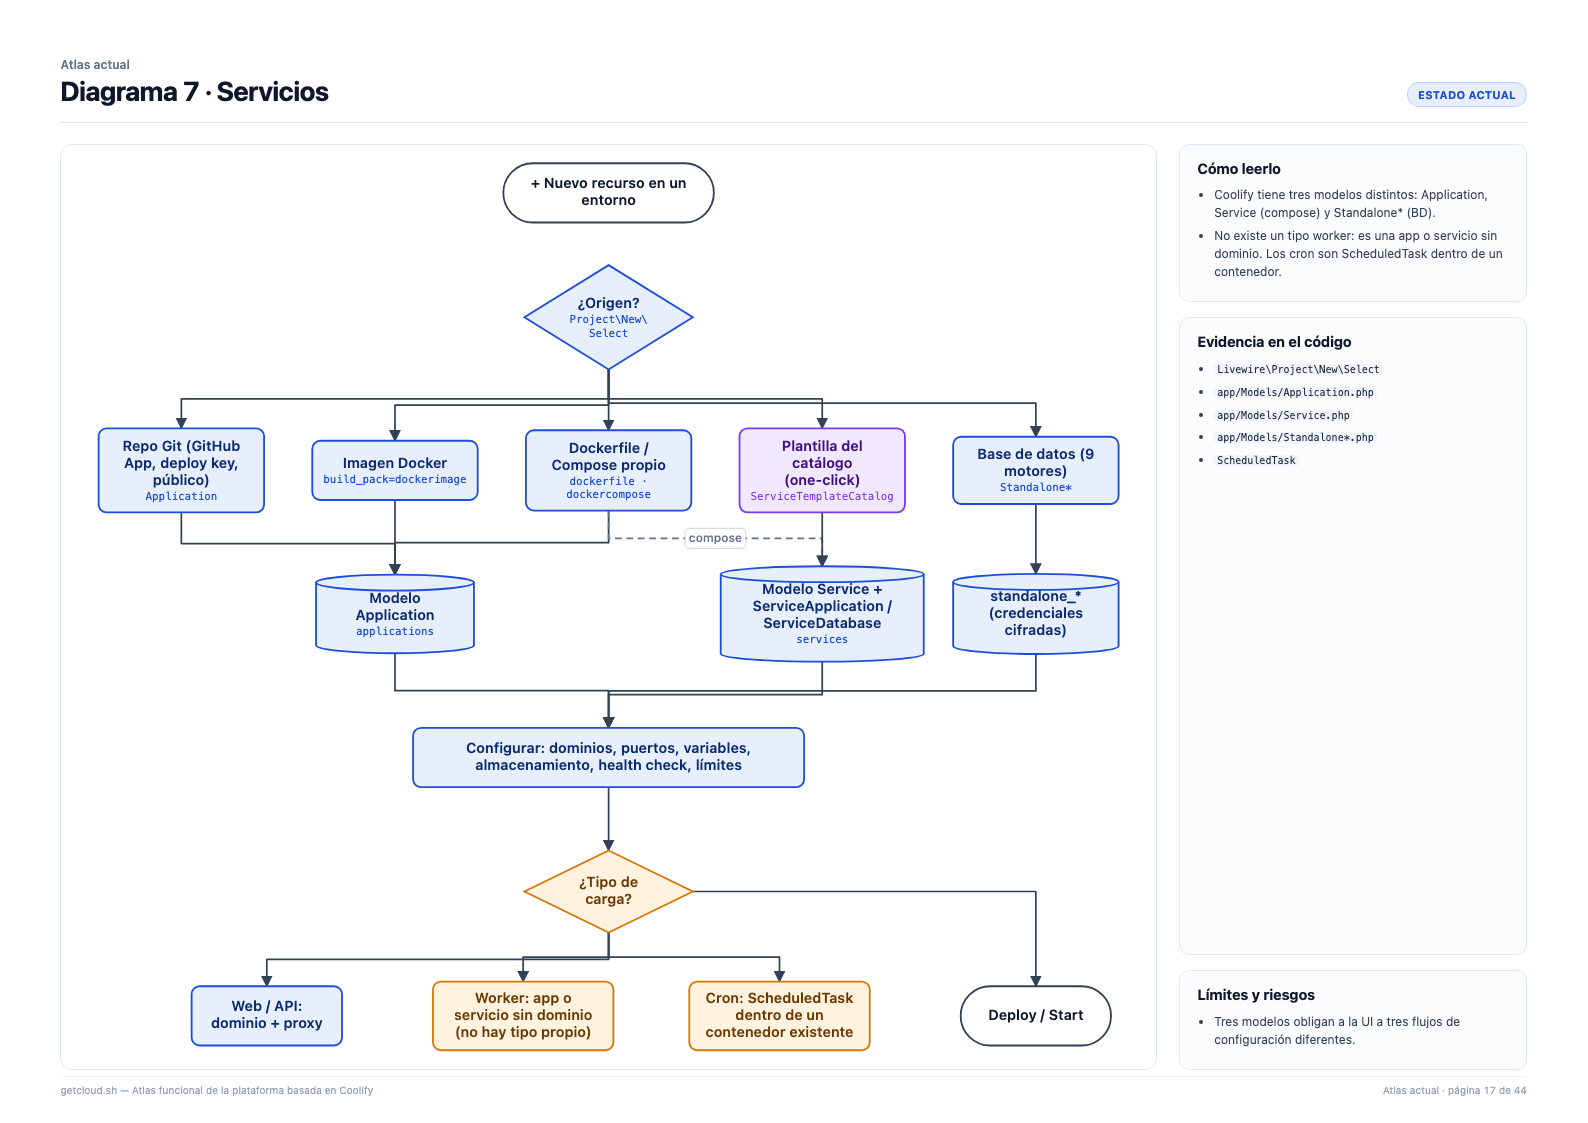 Atlas actual
Diagrama 7 · Servicios
ESTADO ACTUAL
+ Nuevo recurso en un
entorno
¿Origen?
Project\New\
Select
Repo Git (GitHub
App, deploy key,
público)
Application
Imagen Docker
build_pack=dockerimage
Dockerfile /
Compose propio
dockerfile ·
dockercompose
Plantilla del
catálogo
(one-click)
ServiceTemplateCatalog
Base de datos (9
motores)
Standalone*
compose
Modelo
Application
applications
Modelo Service +
ServiceApplication /
ServiceDatabase
services
standalone_*
(credenciales
cifradas)
Configurar: dominios, puertos, variables,
almacenamiento, health check, límites
¿Tipo de
carga?
Web / API:
dominio + proxy
Worker: app o
servicio sin dominio
(no hay tipo propio)
Cron: ScheduledTask
dentro de un
contenedor existente
Deploy / Start
Cómo leerlo
• Coolify tiene tres modelos distintos: Application,
Service (compose) y Standalone* (BD).
• No existe un tipo worker: es una app o servicio sin
dominio. Los cron son ScheduledTask dentro de un
contenedor.
Evidencia en el código
• Livewire\Project\New\Select
• app/Models/Application.php
• app/Models/Service.php
• app/Models/Standalone*.php
• ScheduledTask
Límites y riesgos
• Tres modelos obligan a la UI a tres flujos de
configuración diferentes.
getcloud.sh — Atlas funcional de la plataforma basada en Coolify
Atlas actual · página 17 de 44